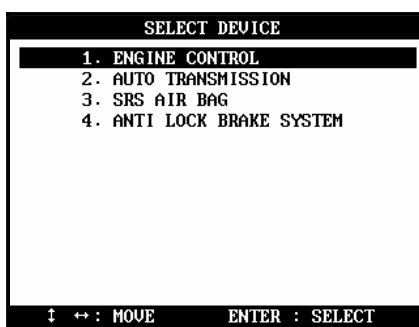 SELECT DEVICE
1. ENGINE CONTROL
2. AUTO TRANSMISSION
3. SRS AIR BAG
4. ANTI LOCK BRAKE SYSTEM
↕ ↔: MOVE ENTER : SELECT